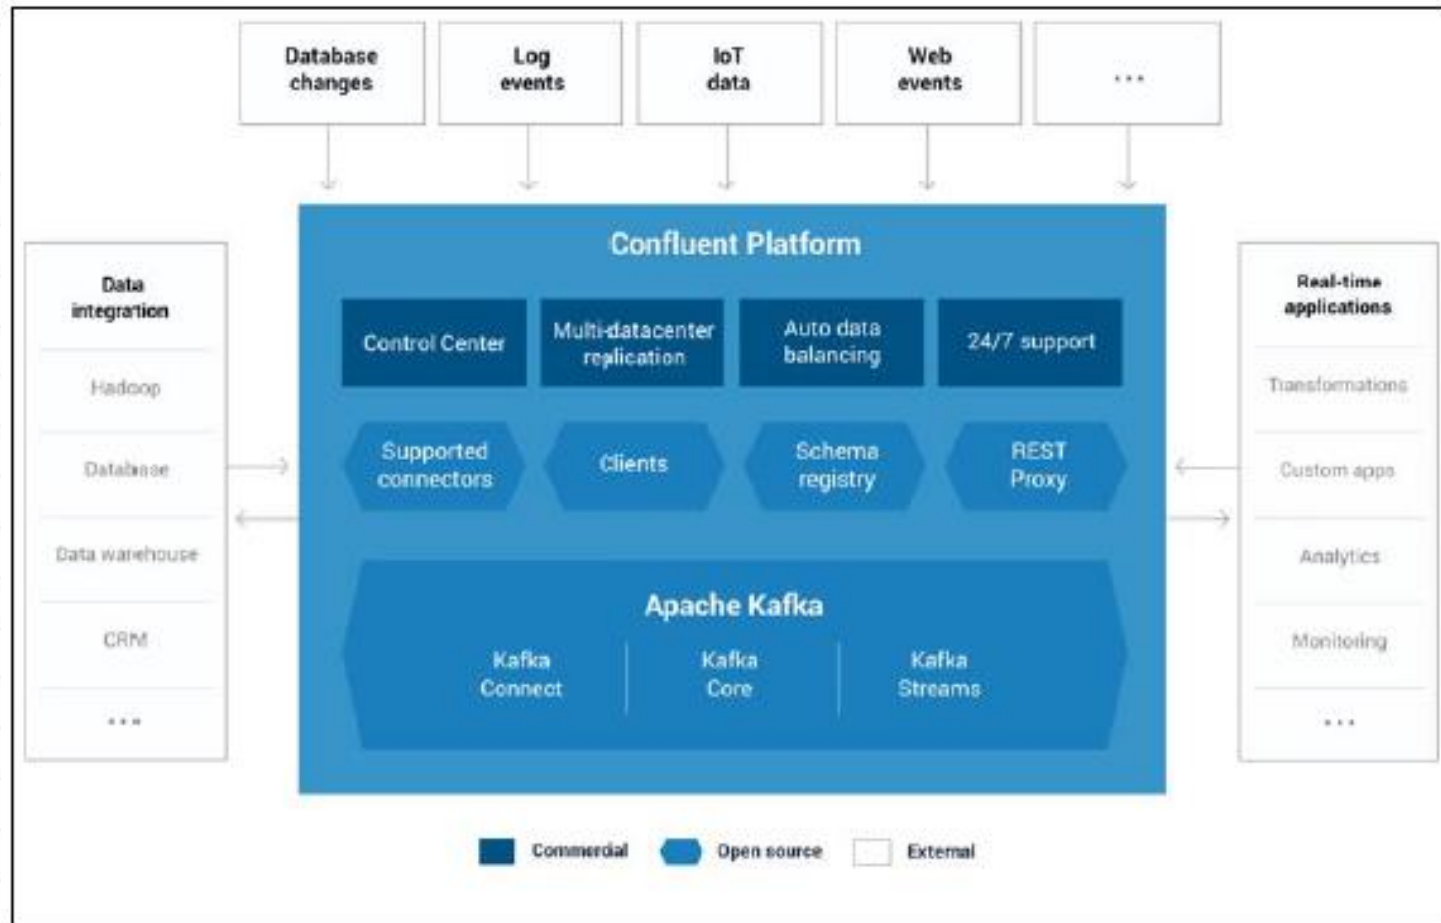 Database
changes
Log
events
IoT
data
Web
events
...
Confluent Platform
Data
integration
Hadoop
Database
Data warehouse
CRM
...
Control Center
Multi-datacenter
replication
Auto data
balancing
24/7 support
Supported
connectors
Clients
Schema
registry
REST
Proxy
Apache Kafka
Kafka
Connect
Kafka
Core
Kafka
Streams
Real-time
applications
Transformations
Custom apps
Analytics
Monitoring
...
Commercial
Open source
External